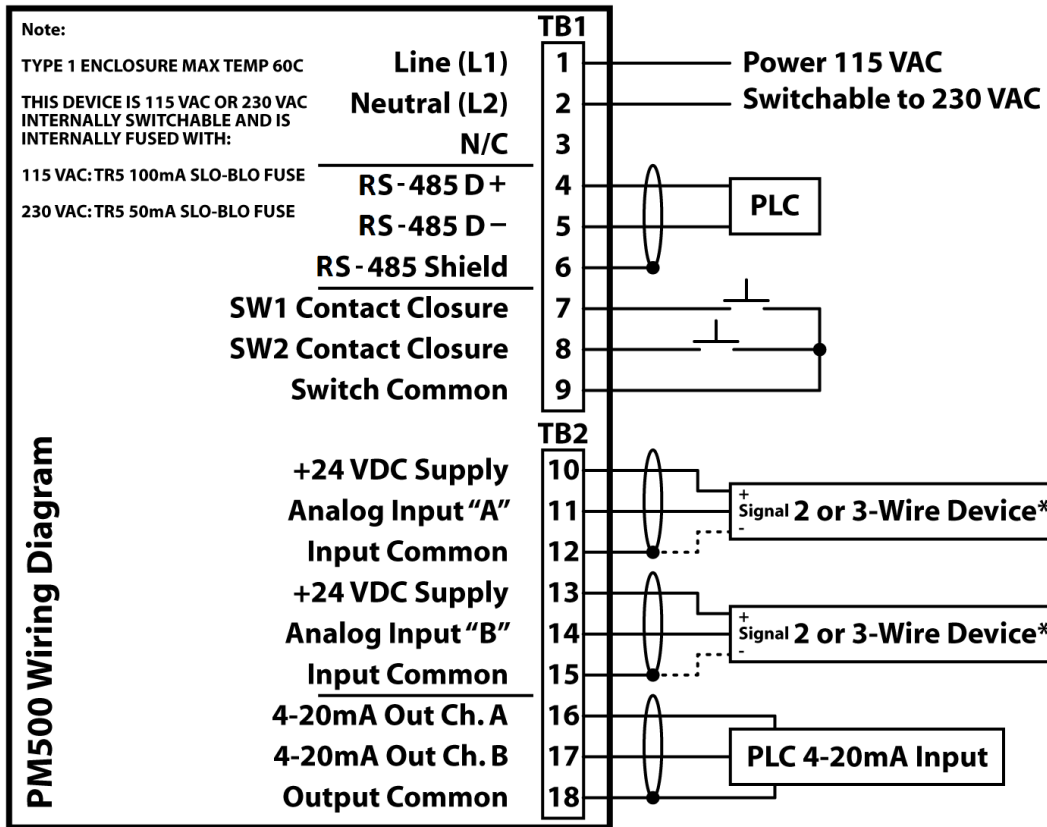 Note:
TYPE 1 ENCLOSURE MAX TEMP 60C
THIS DEVICE IS 115 VAC OR 230 VAC
INTERNALLY SWITCHABLE AND IS
INTERNALLY FUSED WITH:
115 VAC: TR5 100mA SLO-BLO FUSE
230 VAC: TR5 50mA SLO-BLO FUSE
PM500 Wiring Diagram
TB1
Line (L1) 1 Power 115 VAC
Neutral (L2) 2 Switchable to 230 VAC
N/C 3
RS-485 D+ 4
PLC
RS-485 D− 5
RS-485 Shield 6
SW1 Contact Closure 7
SW2 Contact Closure 8
Switch Common 9
TB2
+24 VDC Supply 10
+
Analog Input "A" 11 Signal 2 or 3-Wire Device*
-
Input Common 12
+24 VDC Supply 13
+
Analog Input "B" 14 Signal 2 or 3-Wire Device*
-
Input Common 15
4-20mA Out Ch. A 16
4-20mA Out Ch. B 17 PLC 4-20mA Input
Output Common 18